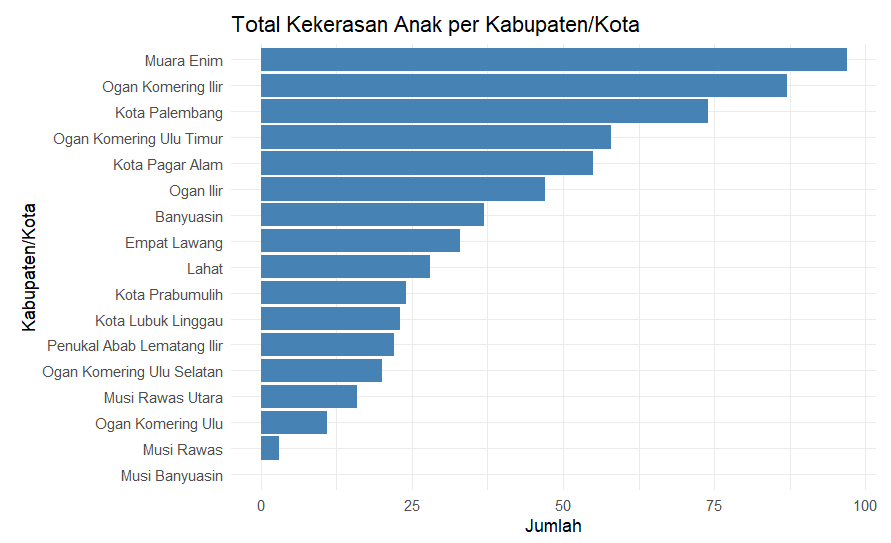 Total Kekerasan Anak per Kabupaten/Kota
Kabupaten/Kota
Muara Enim
Ogan Komering Ilir
Kota Palembang
Ogan Komering Ulu Timur
Kota Pagar Alam
Ogan Ilir
Banyuasin
Empat Lawang
Lahat
Kota Prabumulih
Kota Lubuk Linggau
Penukal Abab Lematang Ilir
Ogan Komering Ulu Selatan
Musi Rawas Utara
Ogan Komering Ulu
Musi Rawas
Musi Banyuasin
0 25 50 75 100
Jumlah